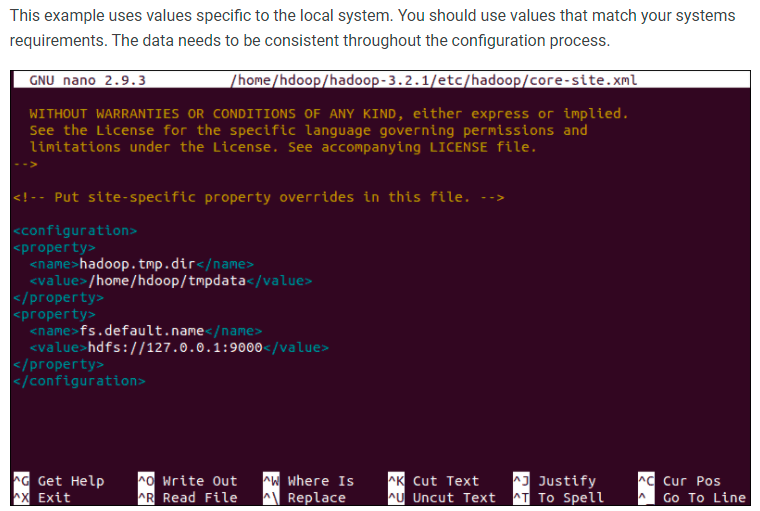 This example uses values specific to the local system. You should use values that match your systems
requirements. The data needs to be consistent throughout the configuration process.
GNU nano 2.9.3 /home/hdoop/hadoop-3.2.1/etc/hadoop/core-site.xml
WITHOUT WARRANTIES OR CONDITIONS OF ANY KIND, either express or implied.
See the License for the specific language governing permissions and
limitations under the License. See accompanying LICENSE file.
-->
<!-- Put site-specific property overrides in this file. -->
<configuration>
<property>
<name>hadoop.tmp.dir</name>
<value>/home/hdoop/tmpdata</value>
</property>
<property>
<name>fs.default.name</name>
<value>hdfs://127.0.0.1:9000</value>
</property>
</configuration>
^G Get Help ^O Write Out ^W Where Is ^K Cut Text ^J Justify ^C Cur Pos
^X Exit ^R Read File ^\ Replace ^U Uncut Text ^T To Spell ^_ Go To Line